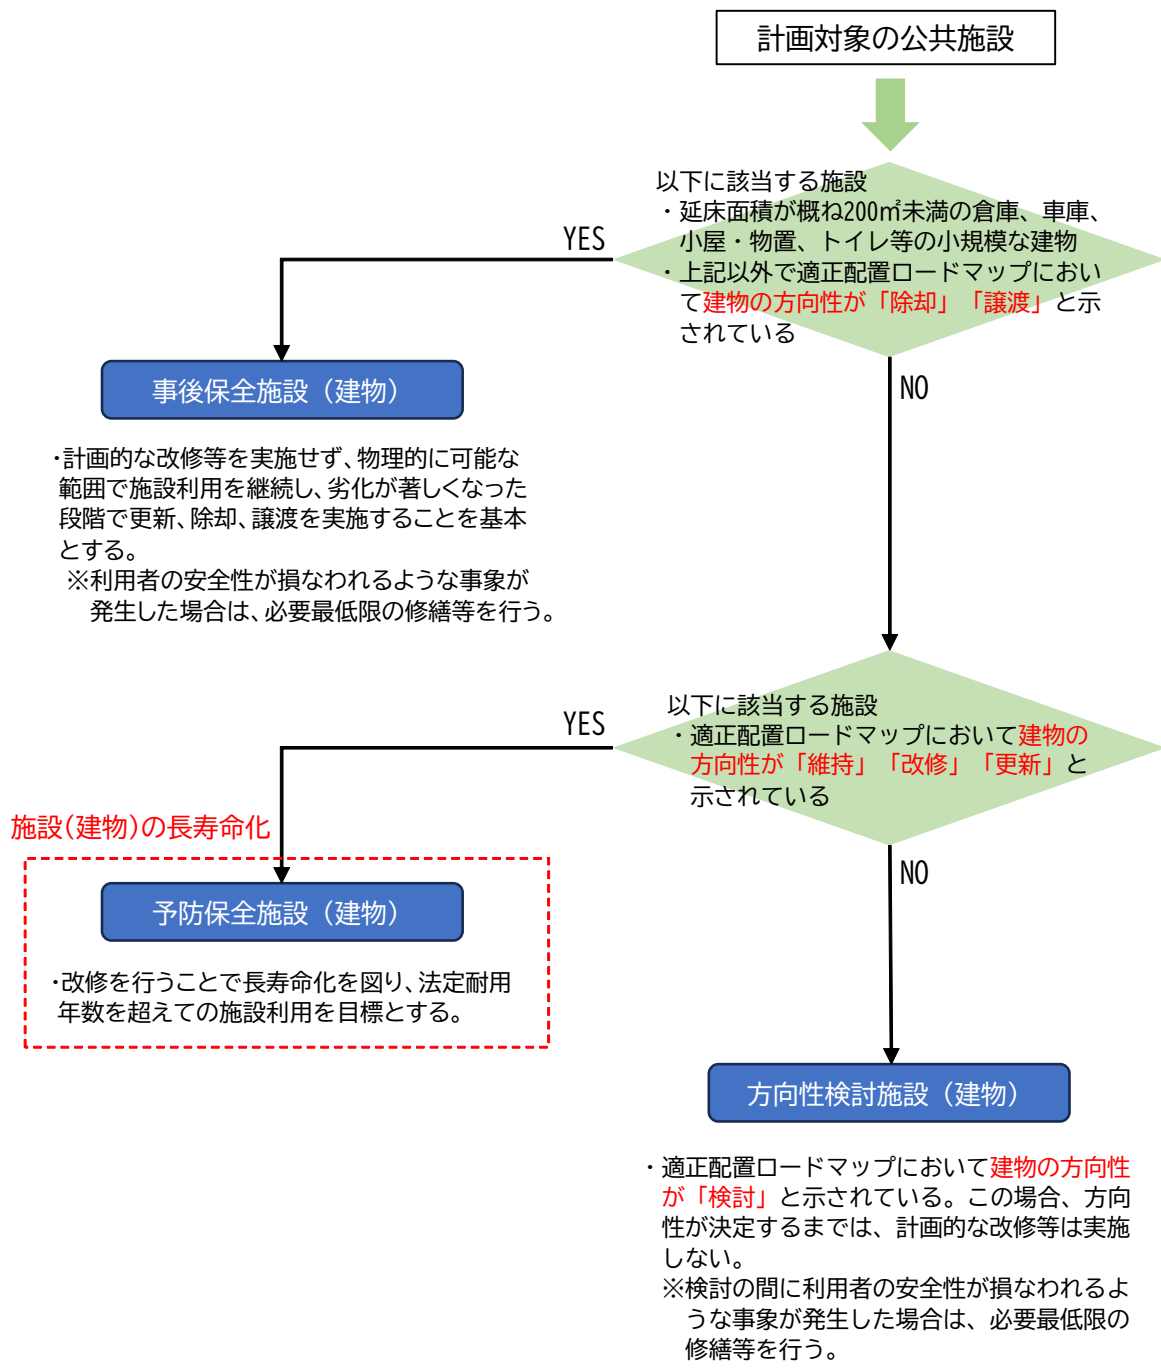 計画対象の公共施設
以下に該当する施設
・延床面積が概ね200㎡未満の倉庫、車庫、
小屋・物置、トイレ等の小規模な建物
・上記以外で適正配置ロードマップにおい
て建物の方向性が「除却」「譲渡」と示
されている
YES
NO
事後保全施設（建物）
・計画的な改修等を実施せず、物理的に可能な
範囲で施設利用を継続し、劣化が著しくなった
段階で更新、除却、譲渡を実施することを基本
とする。
※利用者の安全性が損なわれるような事象が
発生した場合は、必要最低限の修繕等を行う。
以下に該当する施設
・適正配置ロードマップにおいて建物の
方向性が「維持」「改修」「更新」と
示されている
YES
NO
施設(建物)の長寿命化
予防保全施設（建物）
・改修を行うことで長寿命化を図り、法定耐用
年数を超えての施設利用を目標とする。
方向性検討施設（建物）
・適正配置ロードマップにおいて建物の方向性
が「検討」と示されている。この場合、方向
性が決定するまでは、計画的な改修等は実施
しない。
※検討の間に利用者の安全性が損なわれるよ
うな事象が発生した場合は、必要最低限の
修繕等を行う。